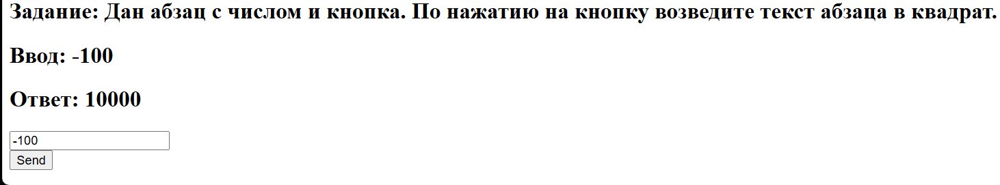 Задание: Дан абзац с числом и кнопка. По нажатию на кнопку возведите текст абзаца в квадрат.
Ввод: -100
Ответ: 10000
-100
Send